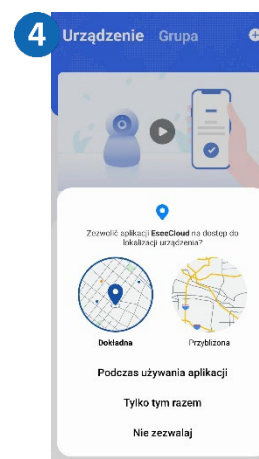 4
Urządzenie Grupa
Zezwolić aplikacji EseeCloud na dostęp do
lokalizacji urządzenia?
Dokładna Przybliżona
Podczas używania aplikacji
Tylko tym razem
Nie zezwalaj